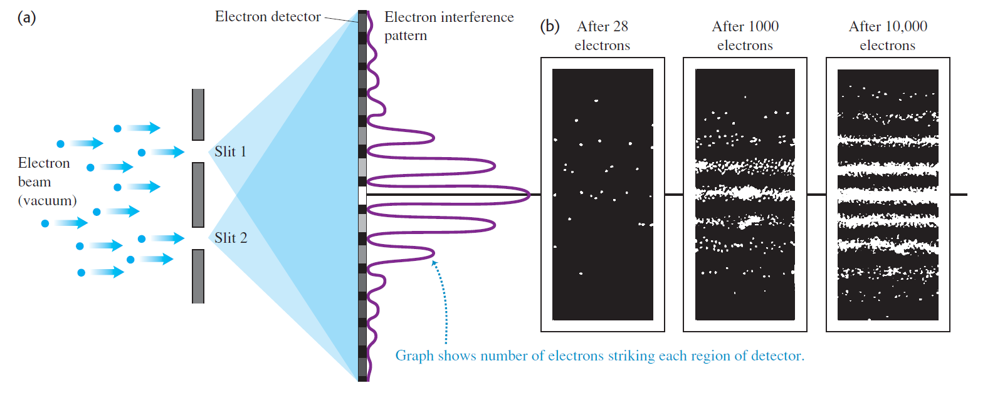 (a)
Electron detector
Electron interference
pattern
Electron
beam
(vacuum)
Slit 1
Slit 2
(b)
After 28
electrons
After 1000
electrons
After 10,000
electrons
Graph shows number of electrons striking each region of detector.